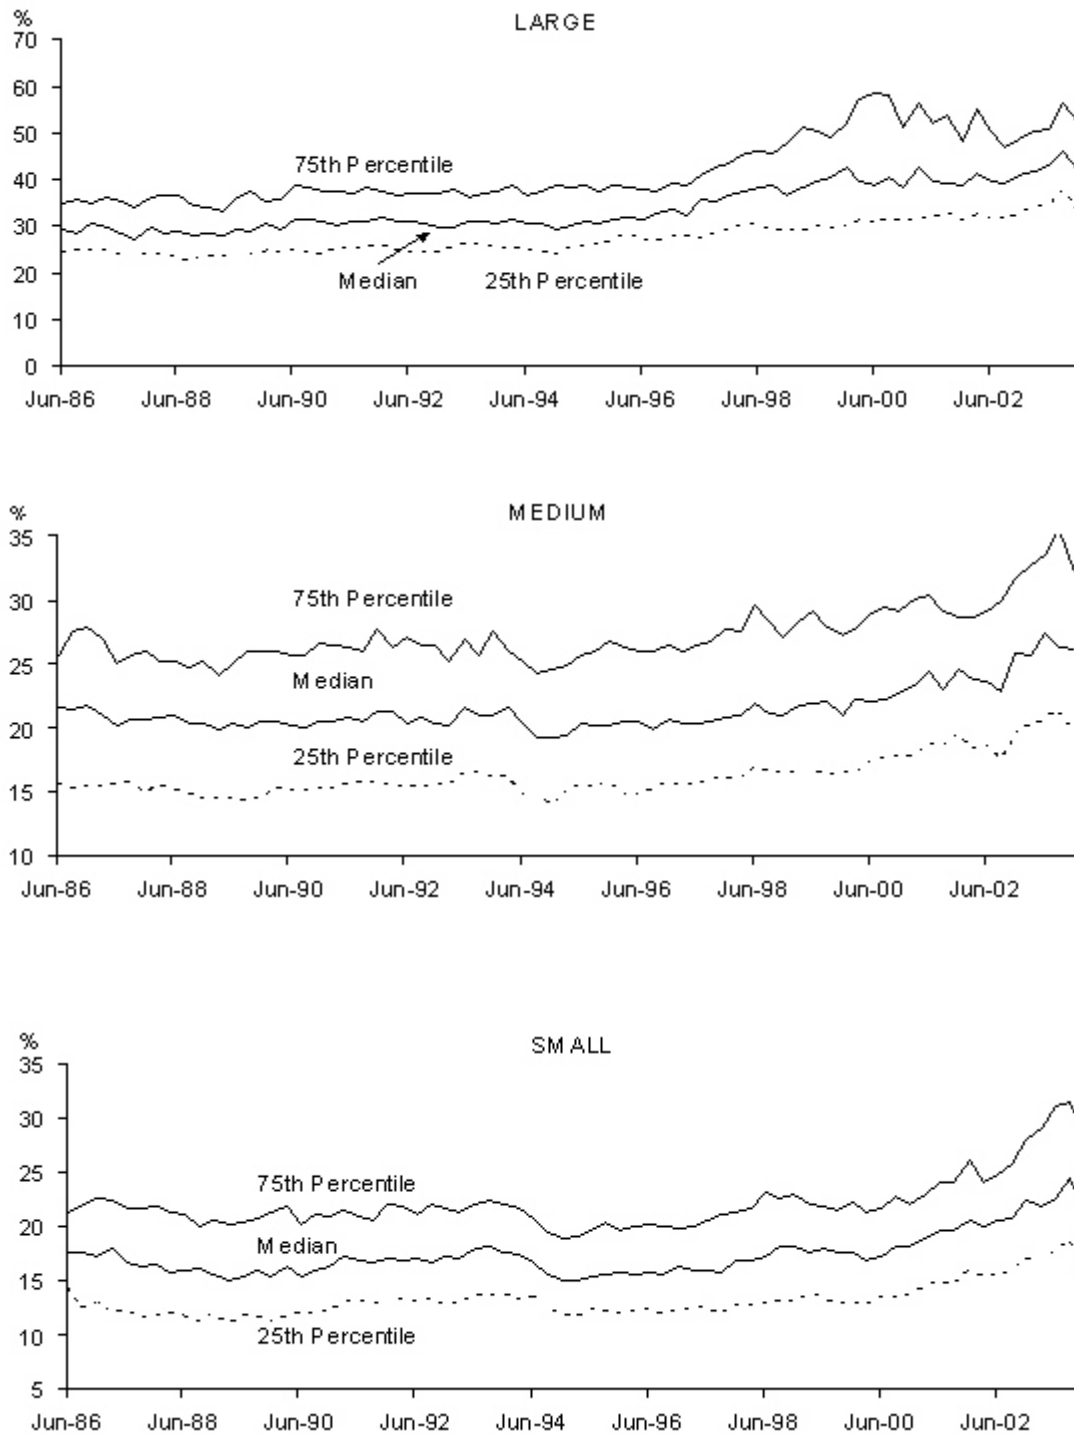 %
LARGE
70
60
50
40
30
20
10
0
75th Percentile
Median
25th Percentile
Jun-86 Jun-88 Jun-90 Jun-92 Jun-94 Jun-96 Jun-98 Jun-00 Jun-02
%
MEDIUM
35
30
25
20
15
10
75th Percentile
Median
25th Percentile
Jun-86 Jun-88 Jun-90 Jun-92 Jun-94 Jun-96 Jun-98 Jun-00 Jun-02
%
SMALL
35
30
25
20
15
10
5
75th Percentile
Median
25th Percentile
Jun-86 Jun-88 Jun-90 Jun-92 Jun-94 Jun-96 Jun-98 Jun-00 Jun-02